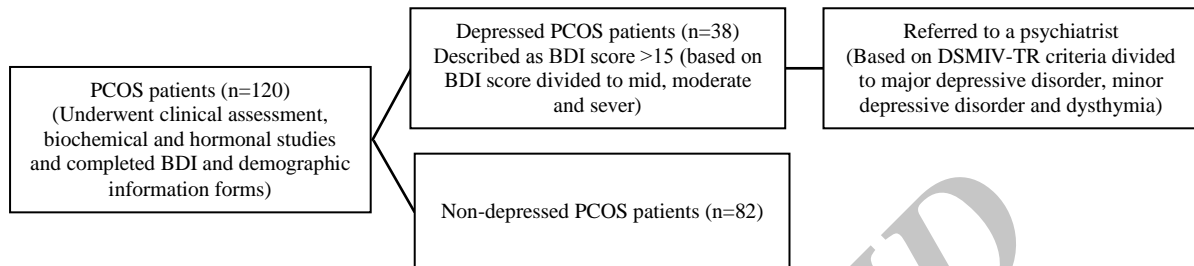 PCOS patients (n=120)
(Underwent clinical assessment,
biochemical and hormonal studies
and completed BDI and demographic
information forms)
Depressed PCOS patients (n=38)
Described as BDI score >15 (based on
BDI score divided to mid, moderate
and sever)
Referred to a psychiatrist
(Based on DSMIV-TR criteria divided
to major depressive disorder, minor
depressive disorder and dysthymia)
Non-depressed PCOS patients (n=82)